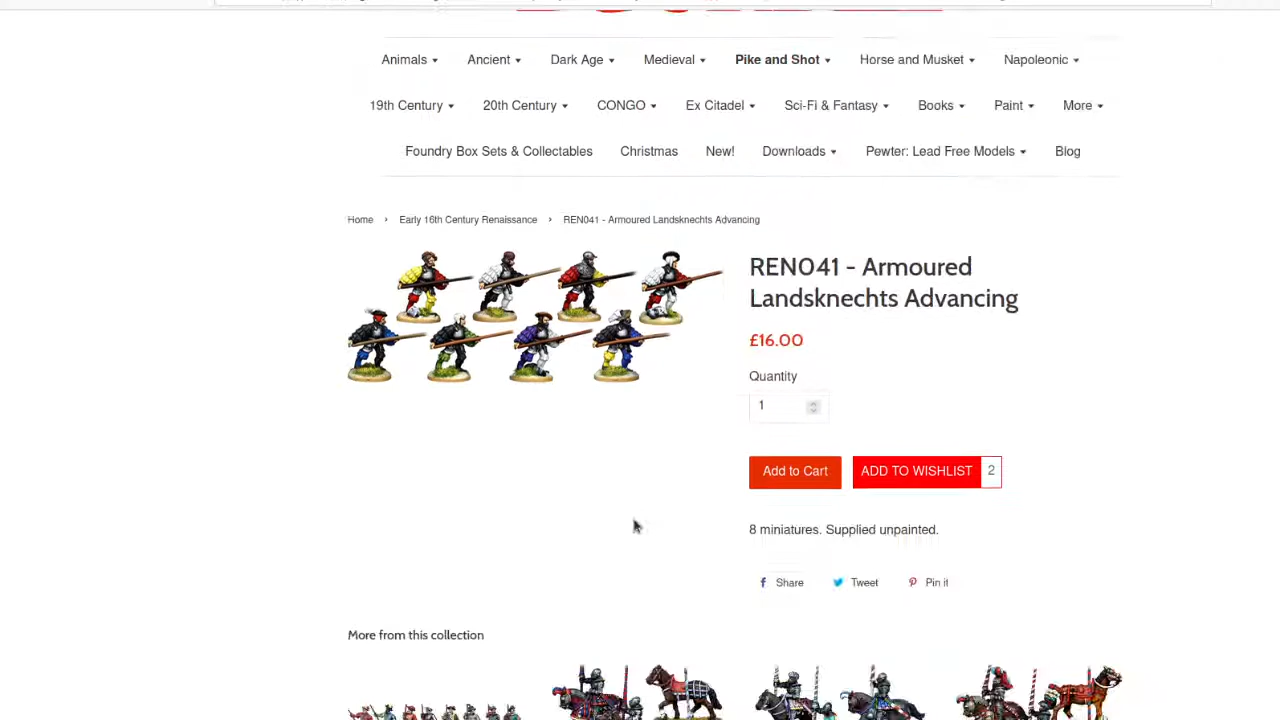 Animals Ancient Dark Age Medieval Pike and Shot Horse and Musket Napoleonic
19th Century 20th Century CONGO Ex Citadel Sci-Fi & Fantasy Books Paint More
Foundry Box Sets & Collectables Christmas New! Downloads Pewter: Lead Free Models Blog
Home › Early 16th Century Renaissance › REN041 - Armoured Landsknechts Advancing
REN041 - Armoured
Landsknechts Advancing
£16.00
Quantity
1
Add to Cart ADD TO WISHLIST 2
8 miniatures. Supplied unpainted.
Share Tweet Pin it
More from this collection